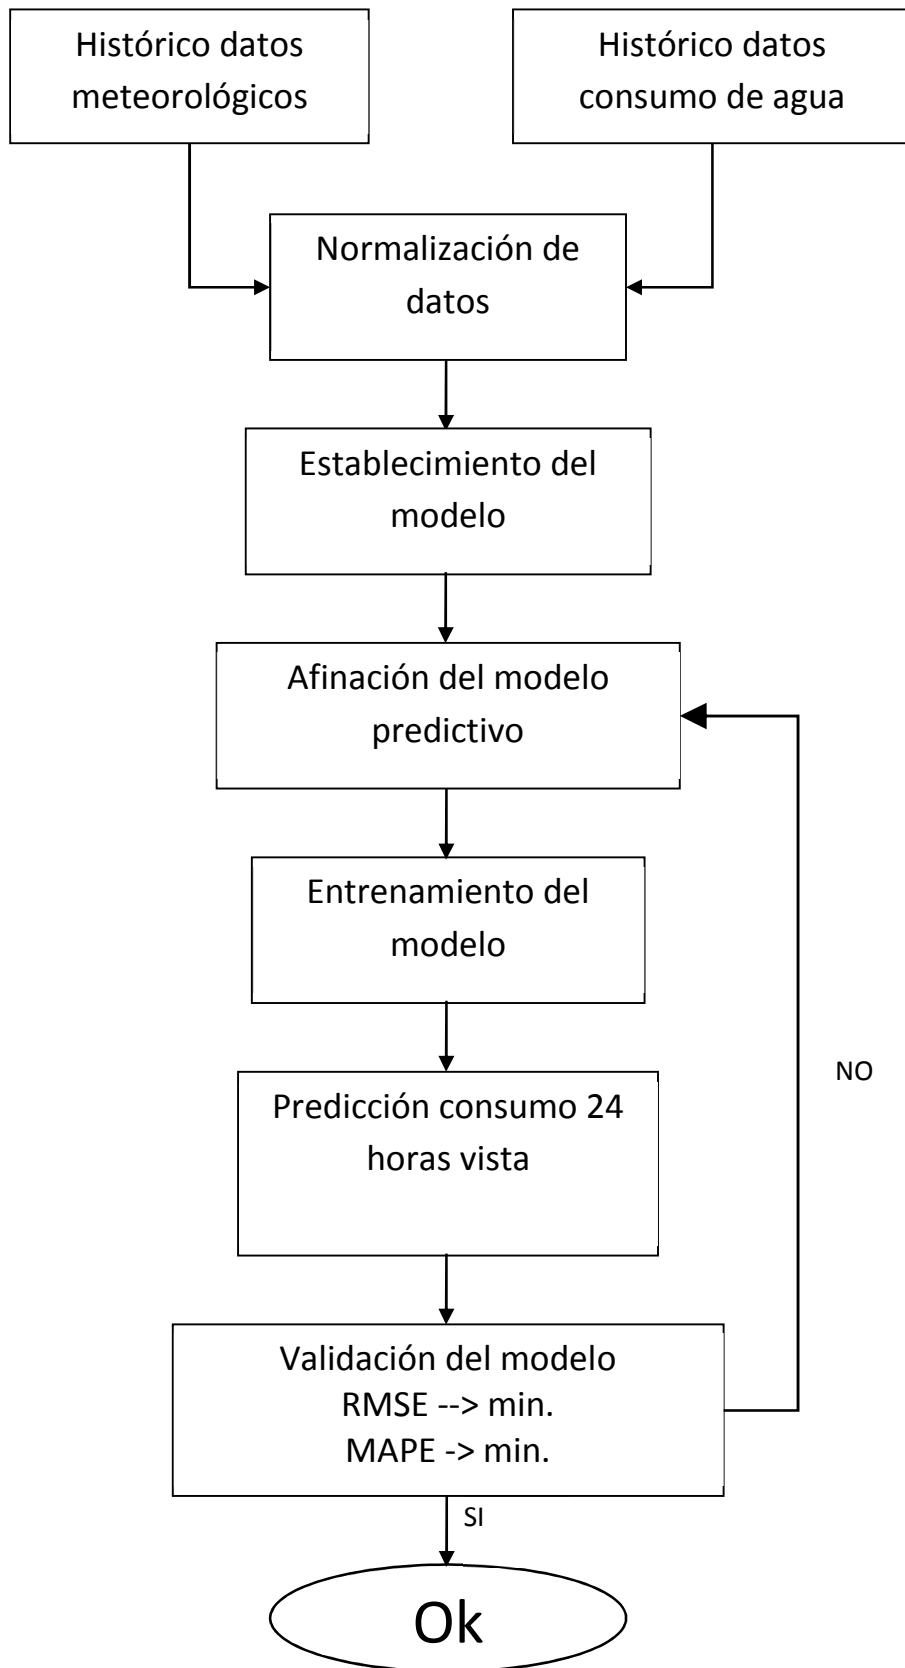 Histórico datos
meteorológicos
Histórico datos
consumo de agua
Normalización de
datos
Establecimiento del
modelo
Afinación del modelo
predictivo
Entrenamiento del
modelo
NO
Predicción consumo 24
horas vista
Validación del modelo
RMSE --> min.
MAPE -> min.
SI
Ok